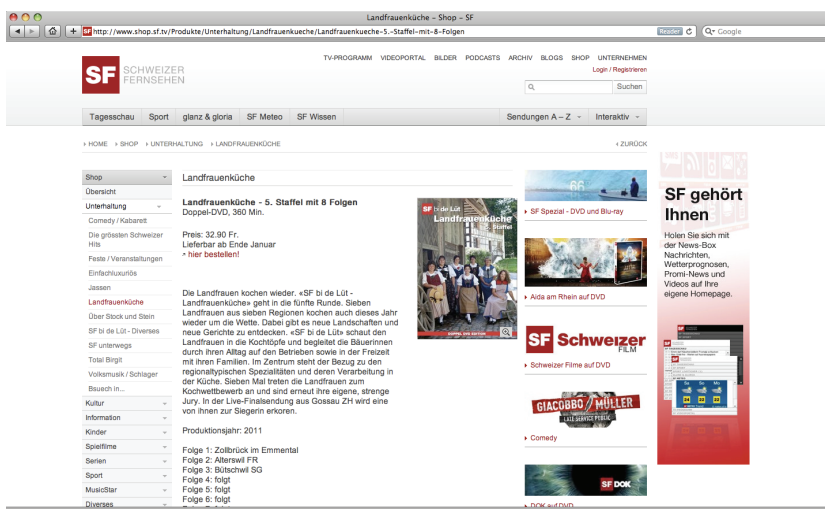 Landfrauenküche – Shop – SF
http://www.shop.sf.tv/Produkte/Unterhaltung/Landfrauenkueche/Landfrauenkueche-5.-Staffel-mit-8-Folgen
Reader
Google
SF SCHWEIZER
FERNSEHEN
TV-PROGRAMM VIDEOPORTAL BILDER PODCASTS ARCHIV BLOGS SHOP UNTERNEHMEN
Login / Registrieren
Suchen
Tagesschau Sport glanz & gloria SF Meteo SF Wissen Sendungen A – Z Interaktiv
HOME SHOP UNTERHALTUNG LANDFRAUENKÜCHE ZURÜCK
Shop
Übersicht
Unterhaltung
Comedy / Kabarett
Die grössten Schweizer
Hits
Feste / Veranstaltungen
Einfachluxuriös
Jassen
Landfrauenküche
Über Stock und Stein
SF bi de Lüt - Diverses
SF unterwegs
Total Birgit
Volksmusik / Schlager
Bsuech in...
Kultur
Information
Kinder
Spielfilme
Serien
Sport
MusicStar
Diverses
Landfrauenküche
Landfrauenküche - 5. Staffel mit 8 Folgen
Doppel-DVD, 360 Min.
Preis: 32.90 Fr.
Lieferbar ab Ende Januar
hier bestellen!
Die Landfrauen kochen wieder. «SF bi de Lüt -
Landfrauenküche» geht in die fünfte Runde. Sieben
Landfrauen aus sieben Regionen kochen auch dieses Jahr
wieder um die Wette. Dabei gibt es neue Landschaften und
neue Gerichte zu entdecken. «SF bi de Lüt» schaut den
Landfrauen in die Kochtöpfe und begleitet die Bäuerinnen
durch ihren Alltag auf den Betrieben sowie in der Freizeit
mit ihren Familien. Im Zentrum steht der Bezug zu den
regionaltypischen Spezialitäten und deren Verarbeitung in
der Küche. Sieben Mal treten die Landfrauen zum
Kochwettbewerb an und sind erneut ihre eigene, strenge
Jury. In der Live-Finalsendung aus Gossau ZH wird eine
von ihnen zur Siegerin erkoren.
Produktionsjahr: 2011
Folge 1: Zollbrück im Emmental
Folge 2: Alterswil FR
Folge 3: Bütschwil SG
Folge 4: folgt
Folge 5: folgt
Folge 6: folgt
SF bi de Lüt
Landfrauenküche
5. Staffel
DOPPEL DVD EDITION
66
SF Spezial - DVD und Blu-ray
Aida am Rhein auf DVD
SF Schweizer
FILM
Schweizer Filme auf DVD
GIACOBBO / MÜLLER
LATE SERVICE PUBLIC
Comedy
SF DOK
DOK auf DVD
SF gehört
Ihnen
Holen Sie sich mit
der News-Box
Nachrichten,
Wetterprognosen,
Promi-News und
Videos auf Ihre
eigene Homepage.
Sa So Mo
24 22 22